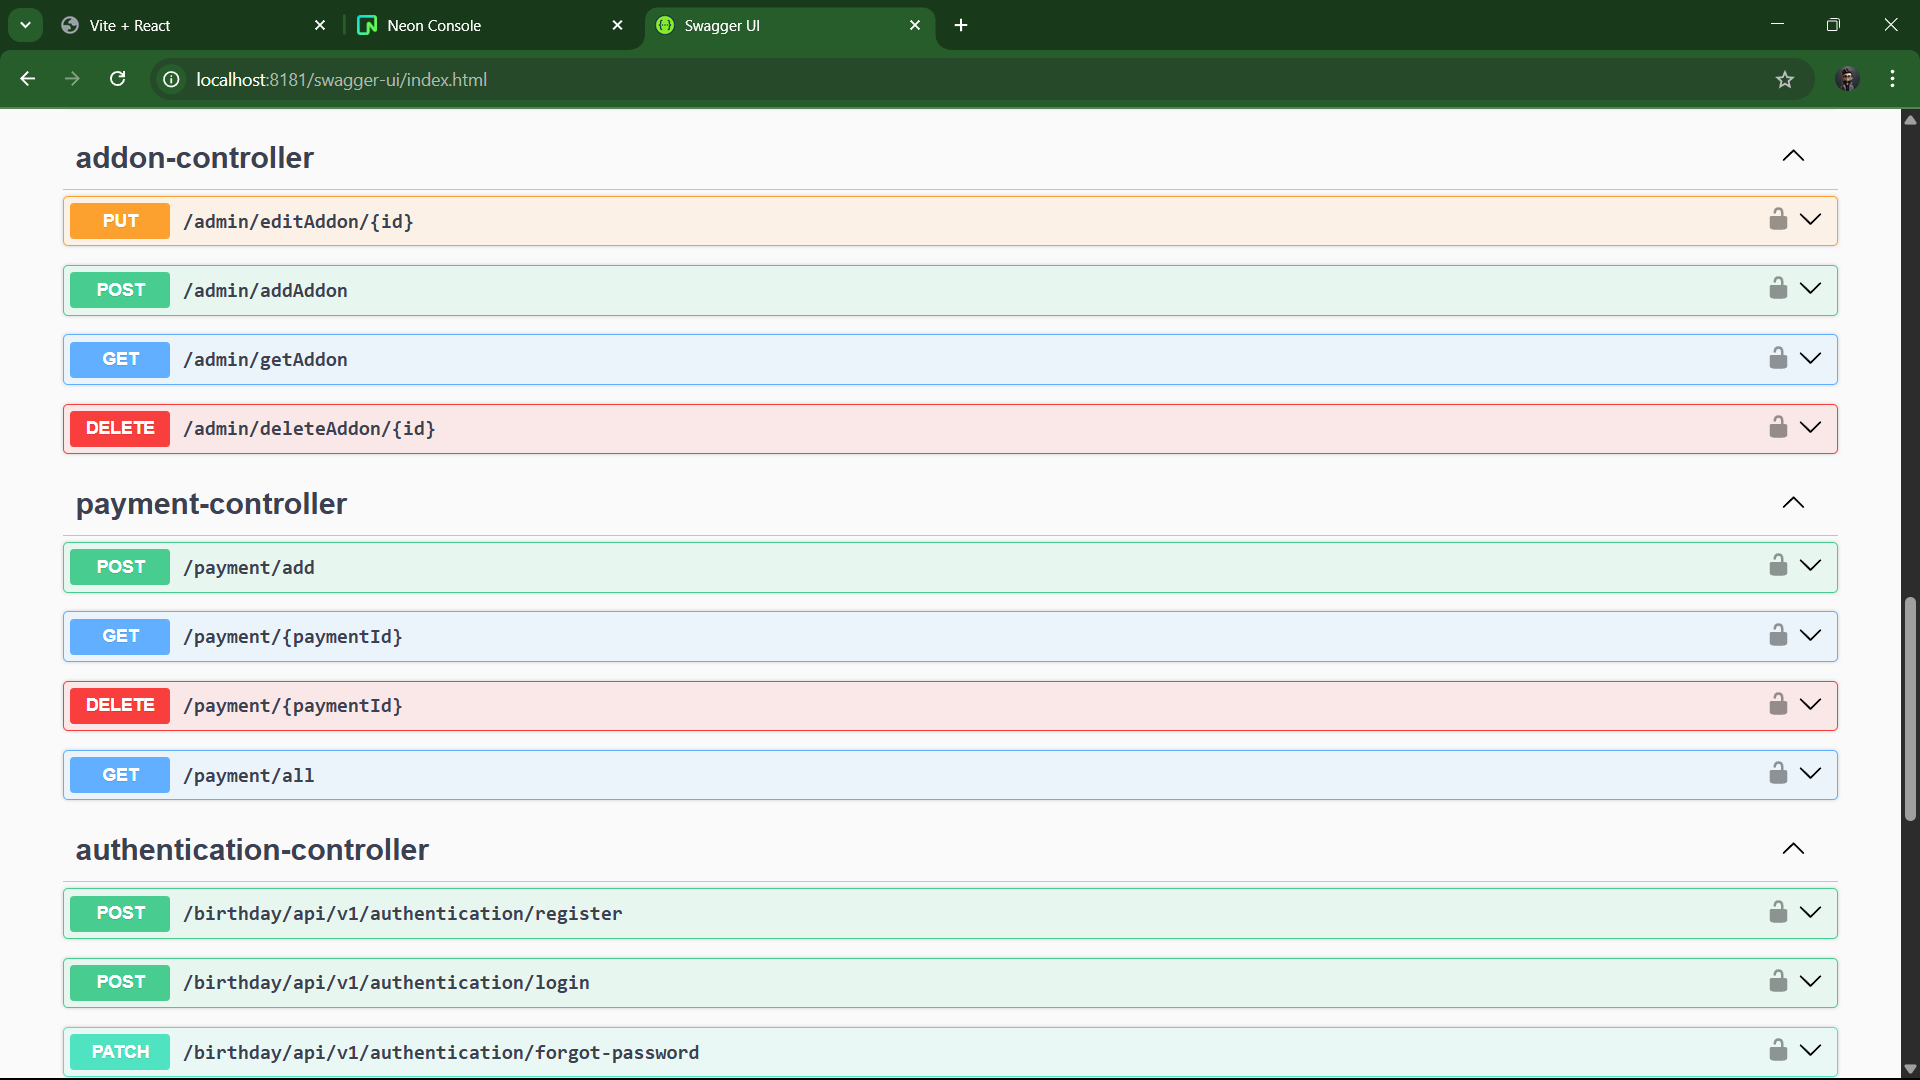 Vite + React
Neon Console
Swagger UI
localhost:8181/swagger-ui/index.html
addon-controller
PUT /admin/editAddon/{id}
POST /admin/addAddon
GET /admin/getAddon
DELETE /admin/deleteAddon/{id}
payment-controller
POST /payment/add
GET /payment/{paymentId}
DELETE /payment/{paymentId}
GET /payment/all
authentication-controller
POST /birthday/api/v1/authentication/register
POST /birthday/api/v1/authentication/login
PATCH /birthday/api/v1/authentication/forgot-password